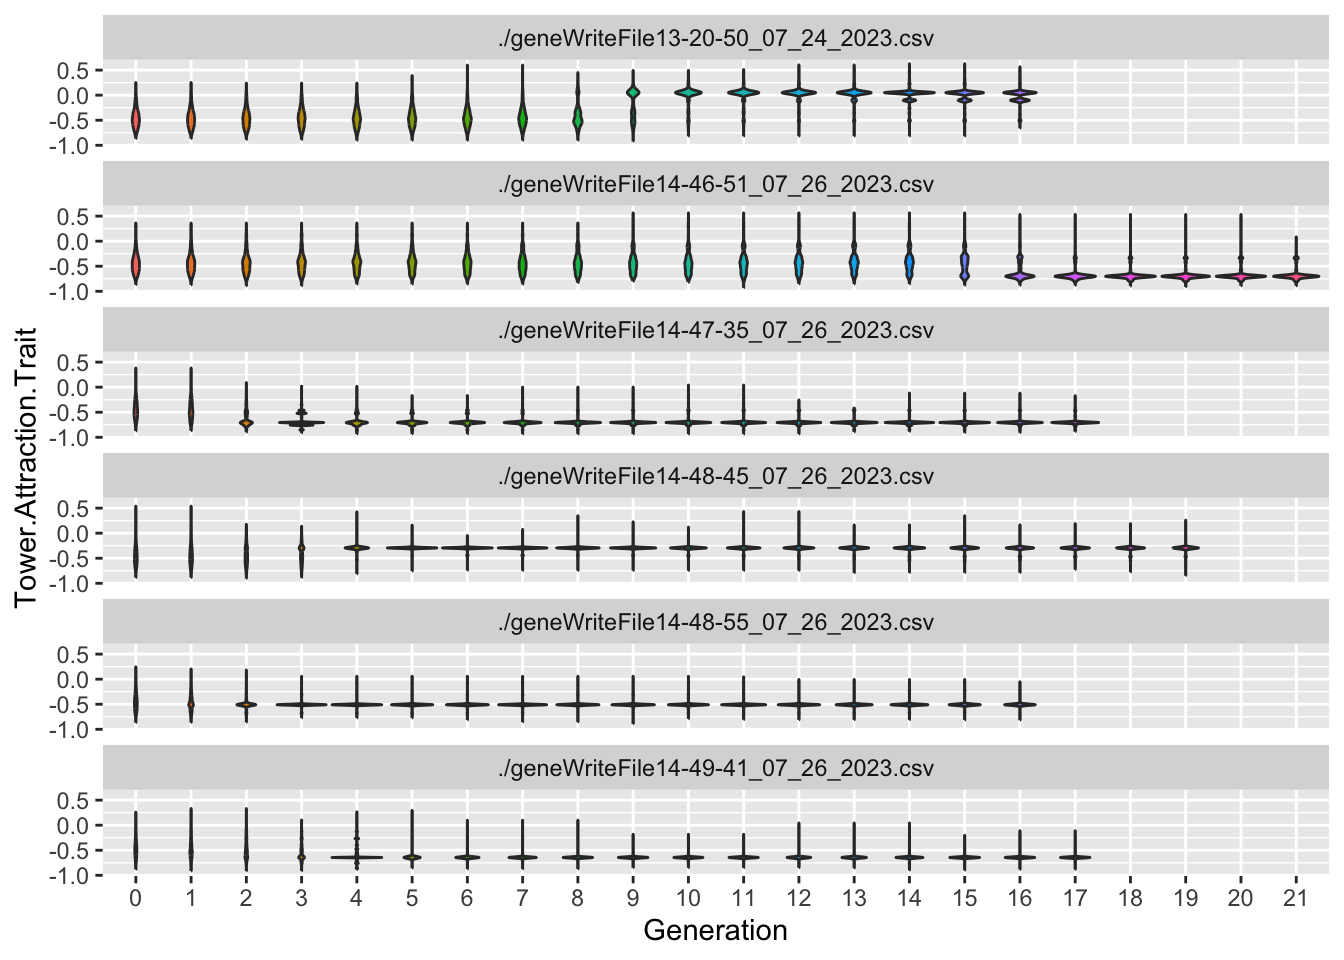 ./geneWriteFile13-20-50_07_24_2023.csv
0.5
0.0
-0.5
-1.0
./geneWriteFile14-46-51_07_26_2023.csv
0.5
0.0
-0.5
-1.0
./geneWriteFile14-47-35_07_26_2023.csv
0.5
0.0
-0.5
-1.0
./geneWriteFile14-48-45_07_26_2023.csv
0.5
0.0
-0.5
-1.0
./geneWriteFile14-48-55_07_26_2023.csv
0.5
0.0
-0.5
-1.0
./geneWriteFile14-49-41_07_26_2023.csv
0.5
0.0
-0.5
-1.0
Tower.Attraction.Trait
0 1 2 3 4 5 6 7 8 9 10 11 12 13 14 15 16 17 18 19 20 21
Generation